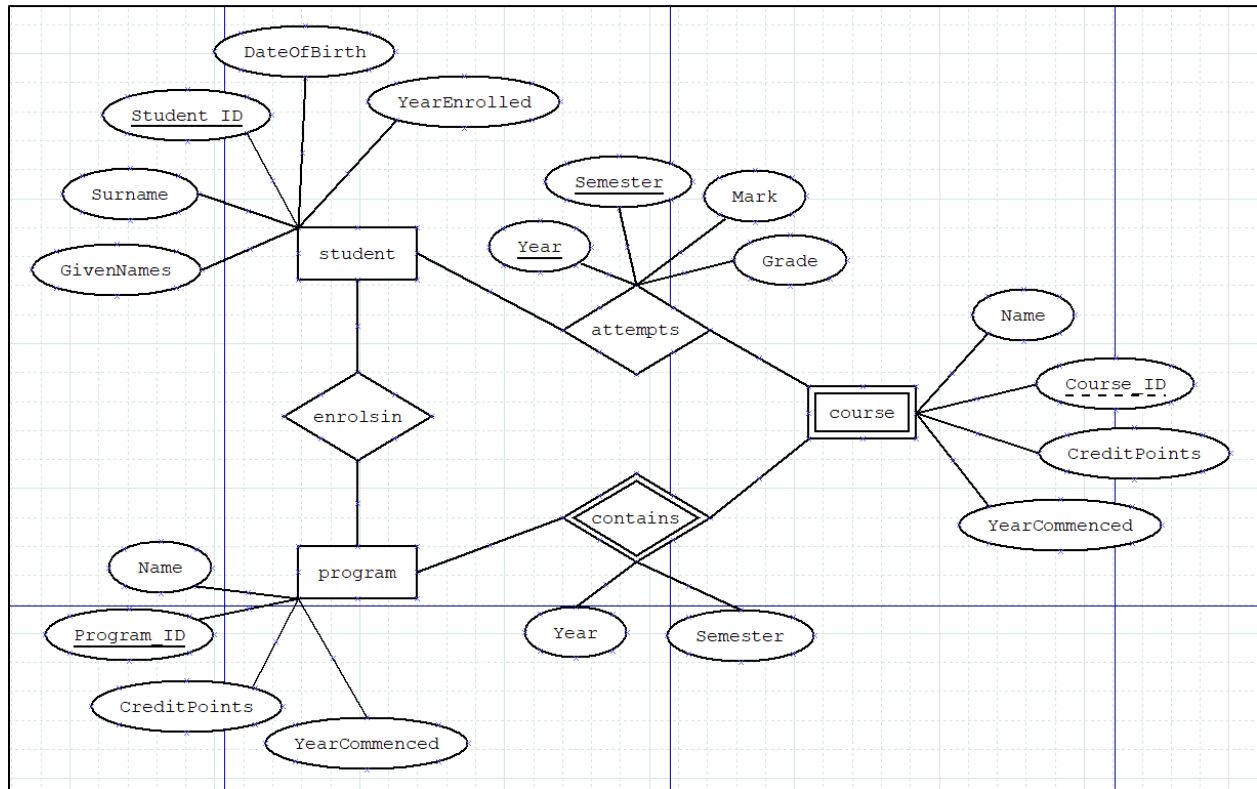 DateOfBirth
YearEnrolled
Student_ID
Surname
GivenNames
student
Semester
Mark
Year
Grade
attempts
Name
Course_ID
CreditPoints
YearCommenced
course
enrolsin
contains
Name
program
Program_ID
Year
Semester
CreditPoints
YearCommenced